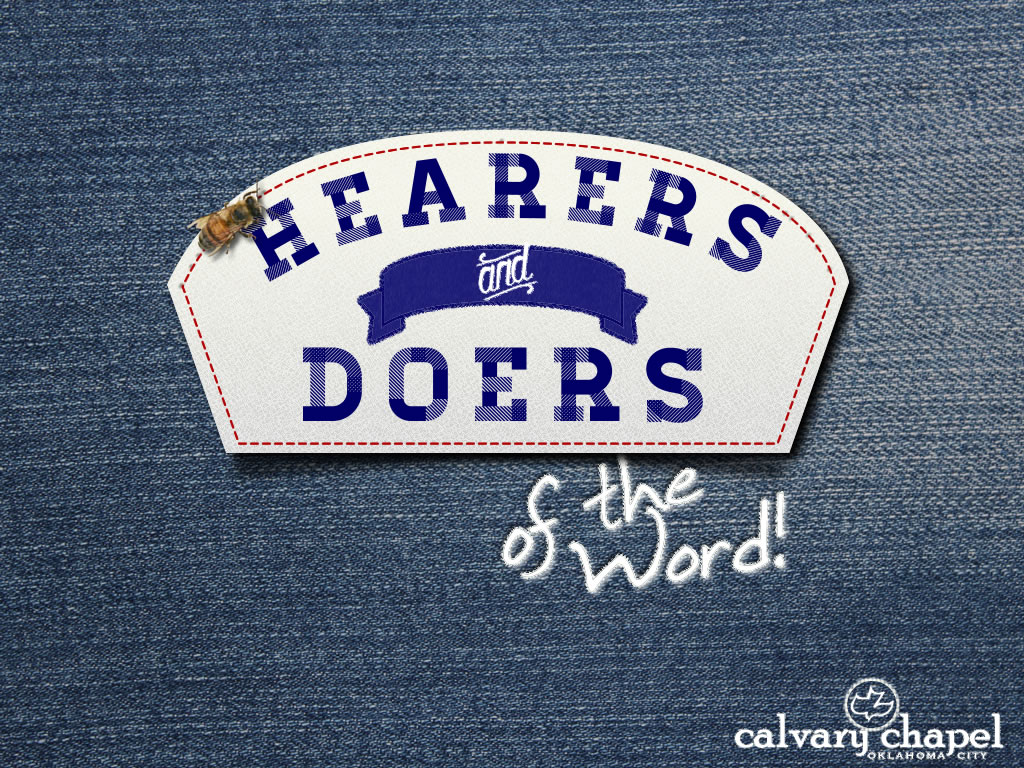 HEARERS
and
DOERS
of the
Word!
calvary chapel
OKLAHOMA CITY